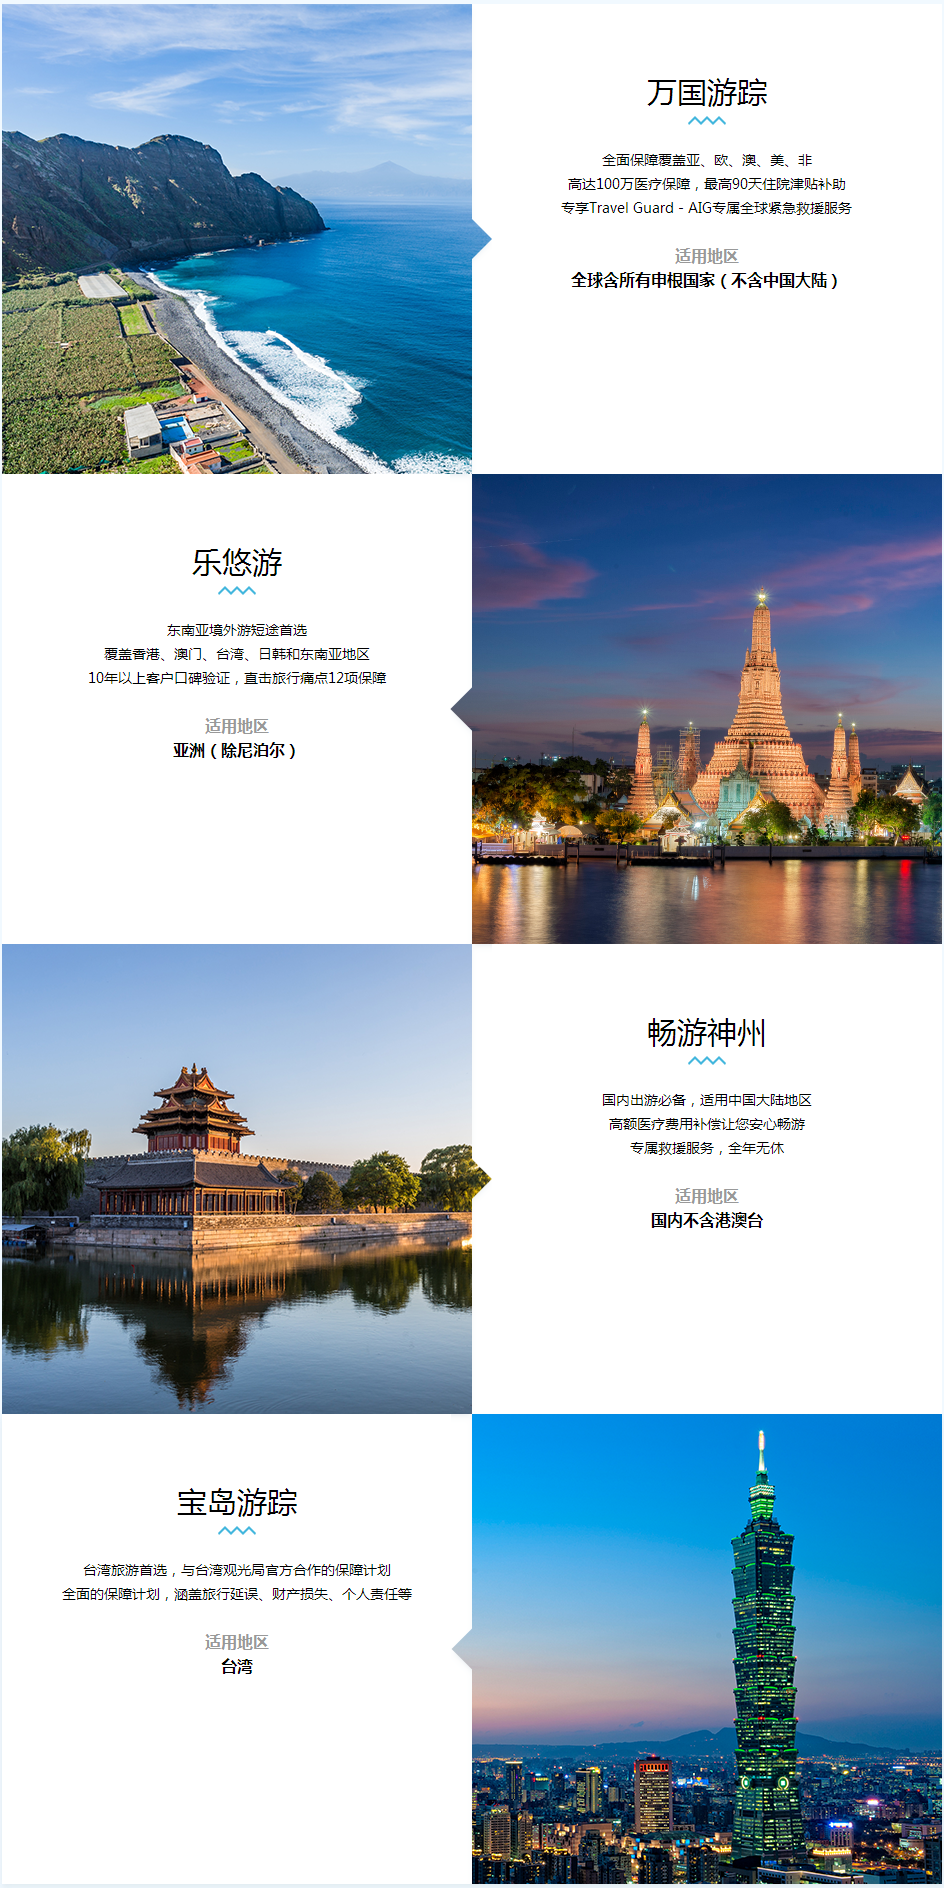 万国游踪
全面保障覆盖亚、欧、澳、美、非
高达100万医疗保障，最高90天住院津贴补助
专享Travel Guard - AIG专属全球紧急救援服务
适用地区
全球含所有申根国家（不含中国大陆）
乐悠游
东南亚境外游短途首选
覆盖香港、澳门、台湾、日韩和东南亚地区
10年以上客户口碑验证，直击旅行痛点12项保障
适用地区
亚洲（除尼泊尔）
畅游神州
国内出游必备，适用中国大陆地区
高额医疗费用补偿让您安心畅游
专属救援服务，全年无休
适用地区
国内不含港澳台
宝岛游踪
台湾旅游首选，与台湾观光局官方合作的保障计划
全面的保障计划，涵盖旅行延误、财产损失、个人责任等
适用地区
台湾